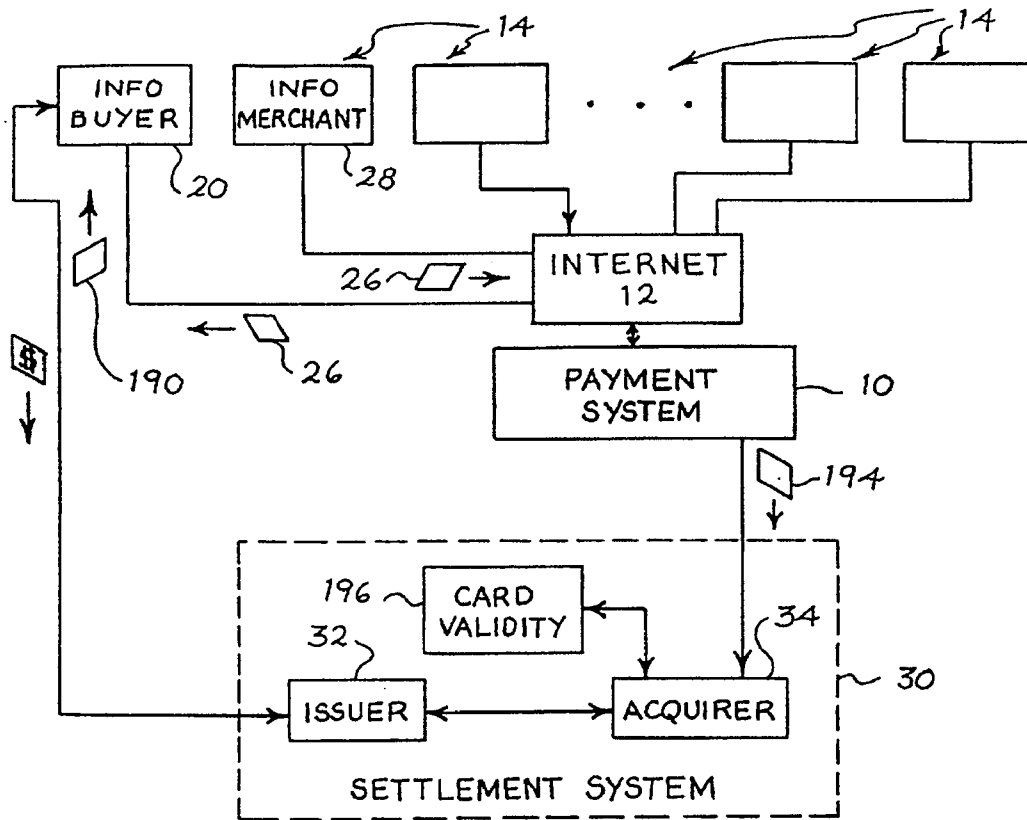 14
14
INFO
BUYER
20
INFO
MERCHANT
28
26
INTERNET
12
190
26
$
PAYMENT
SYSTEM
10
194
196
CARD
VALIDITY
32
34
30
ISSUER
ACQUIRER
SETTLEMENT SYSTEM